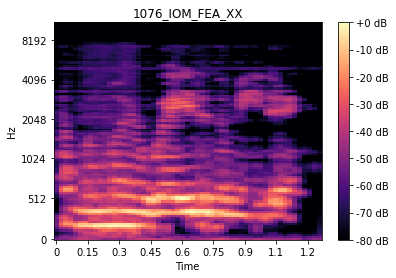 1076_IOM_FEA_XX
+0 dB
8192
-10 dB
4096
-20 dB
-30 dB
2048
Hz
-40 dB
1024
-50 dB
512
-60 dB
-70 dB
0
-80 dB
0 0.15 0.3 0.45 0.6 0.75 0.9 1.1 1.2
Time